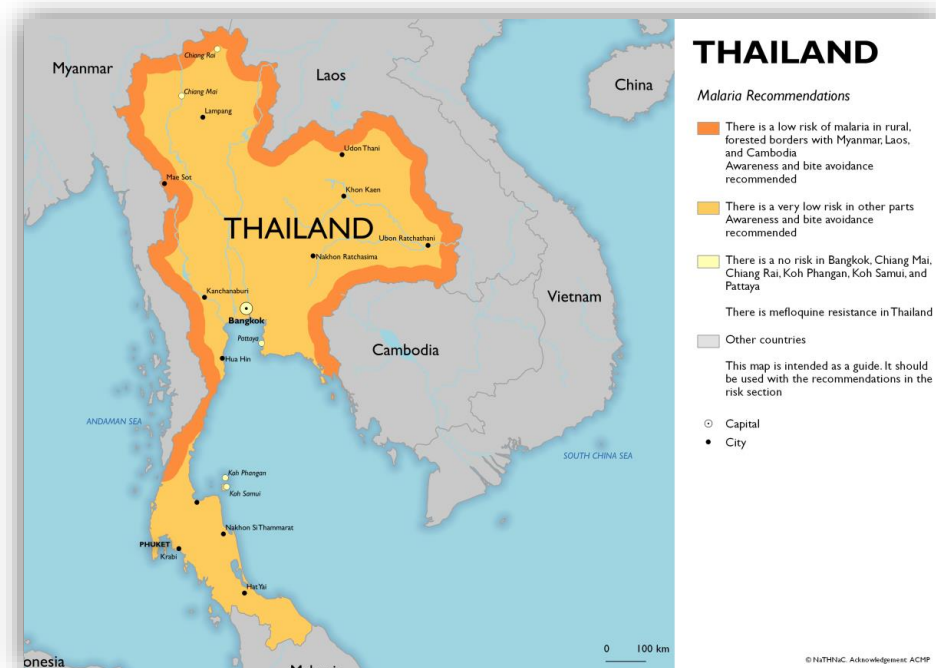 THAILAND
Malaria Recommendations
There is a low risk of malaria in rural,
forested borders with Myanmar, Laos,
and Cambodia
Awareness and bite avoidance
recommended
There is a very low risk in other parts
Awareness and bite avoidance
recommended
There is a no risk in Bangkok, Chiang Mai,
Chiang Rai, Koh Phangan, Koh Samui, and
Pattaya
There is mefloquine resistance in Thailand
Other countries
This map is intended as a guide. It should
be used with the recommendations in the
risk section
Capital
City
© NaTHNaC. Acknowledgement: ACMP
Myanmar
Chiang Rai
Laos
China
Chiang Mai
Lampang
Udon Thani
Mae Sot
Khon Kaen
THAILAND
Ubon Ratchathani
Nakhon Ratchasima
Kanchanaburi
Vietnam
Bangkok
Pattaya
Cambodia
Hua Hin
ANDAMAN SEA
SOUTH CHINA SEA
Koh Phangan
Koh Samui
Nakhon Si Thammarat
PHUKET
Krabi
Hat Yai
0 100 km
onesia